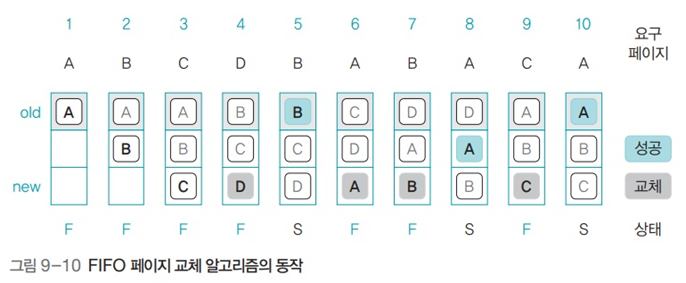 1 2 3 4 5 6 7 8 9 10 요구
페이지
A B C D B A B A C A
old A A A B B C D D A A
B B C C D A A B B 성공
new C D D A B B C C 교체
F F F F S F F S F S 상태
그림 9-10 FIFO 페이지 교체 알고리즘의 동작